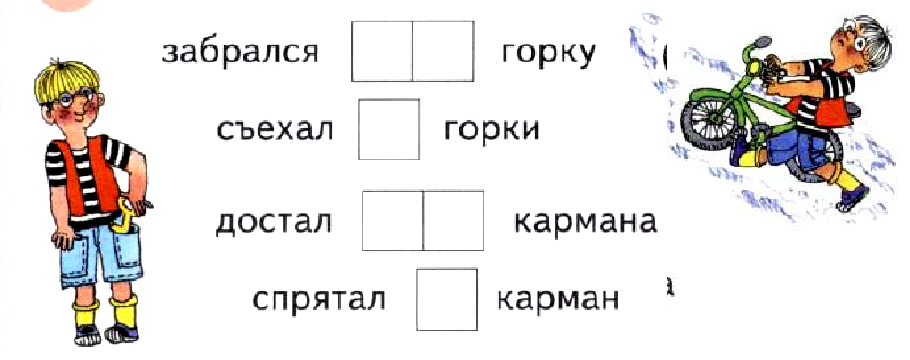 забрался горку
съехал горки
достал кармана
спрятал карман